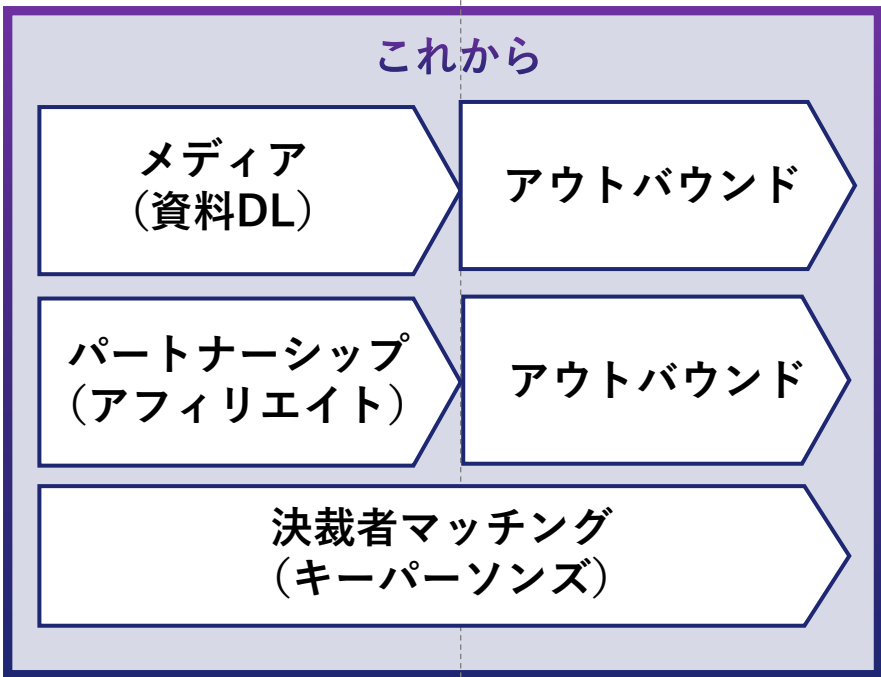 これから
メディア
（資料DL）
アウトバウンド
パートナーシップ
（アフィリエイト）
アウトバウンド
決裁者マッチング
（キーパーソンズ）